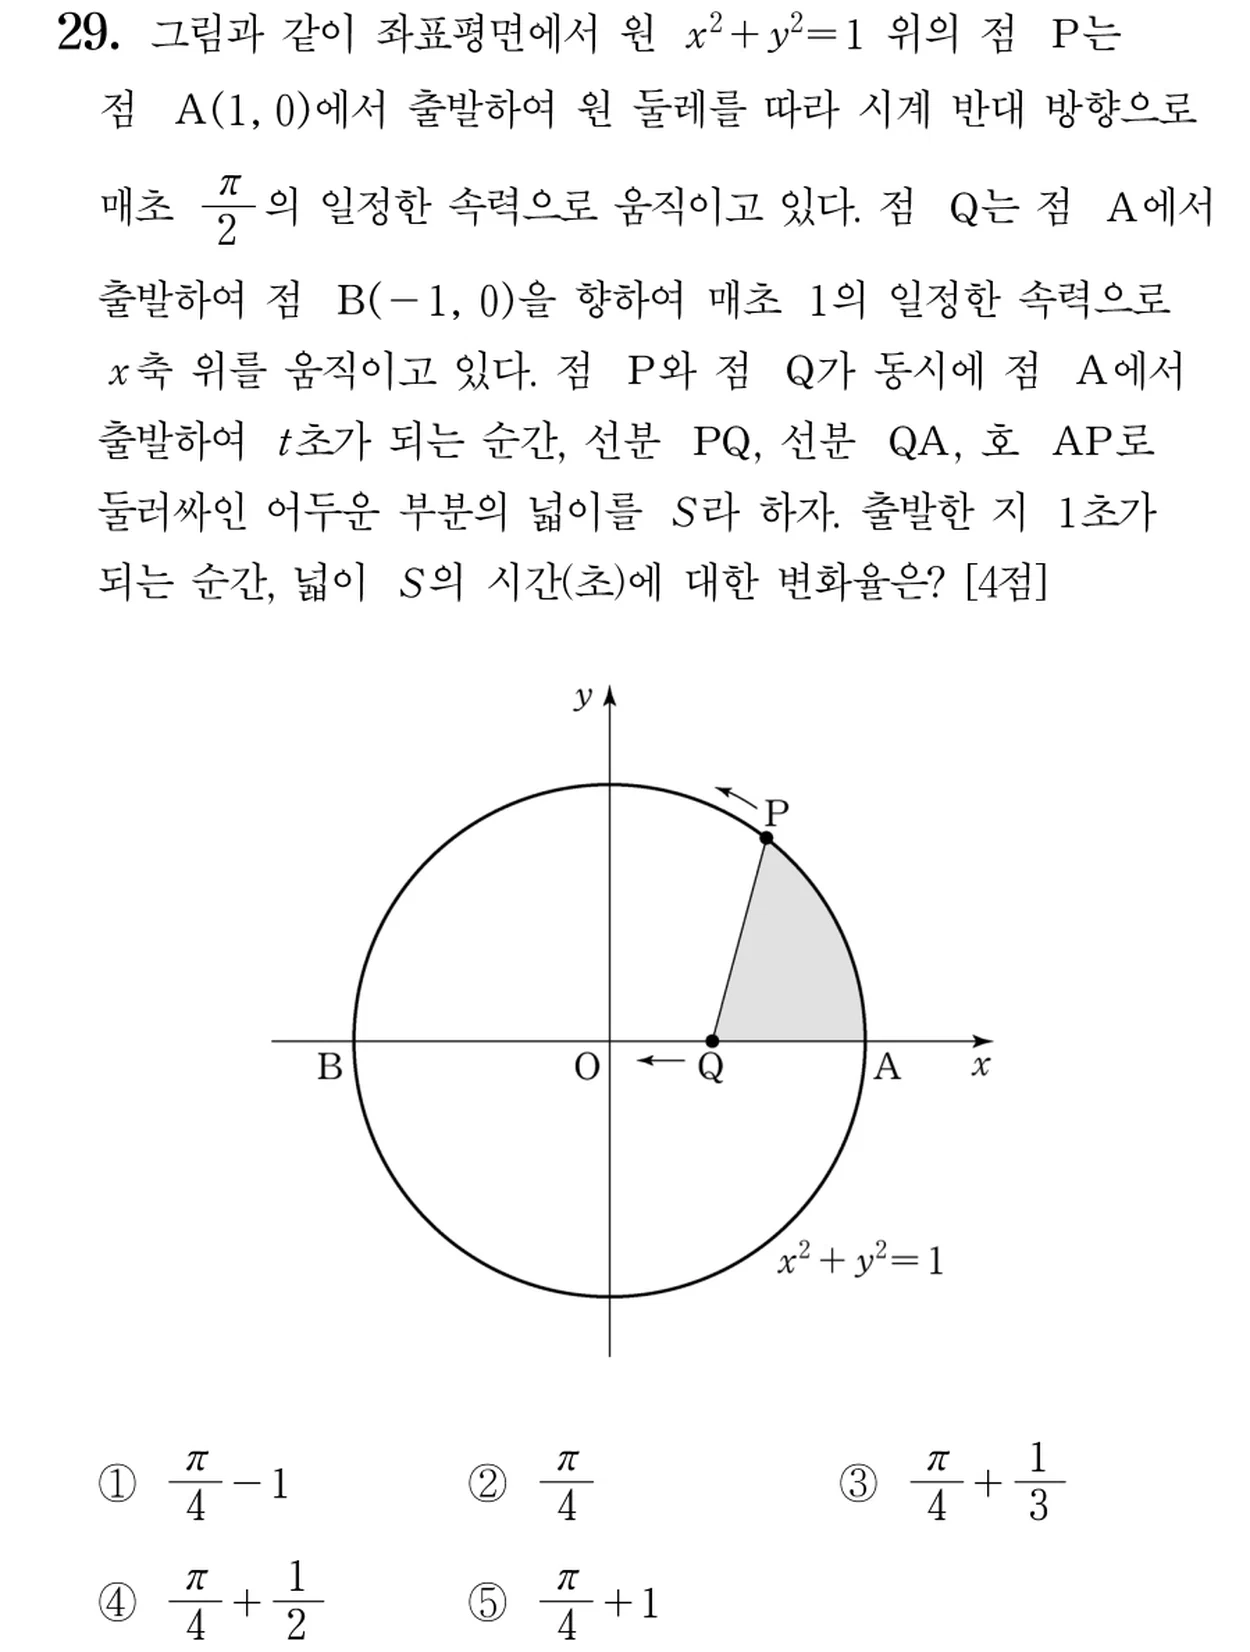 29. 그림과 같이 좌표평면에서 원 x²+y²=1 위의 점 P는
점 A(1, 0)에서 출발하여 원 둘레를 따라 시계 반대 방향으로
매초 π/2의 일정한 속력으로 움직이고 있다. 점 Q는 점 A에서
출발하여 점 B(−1, 0)을 향하여 매초 1의 일정한 속력으로
x축 위를 움직이고 있다. 점 P와 점 Q가 동시에 점 A에서
출발하여 t초가 되는 순간, 선분 PQ, 선분 QA, 호 AP로
둘러싸인 어두운 부분의 넓이를 S라 하자. 출발한 지 1초가
되는 순간, 넓이 S의 시간(초)에 대한 변화율은? [4점]
y
P
B O Q A x
x²+y²=1
① π/4−1 ② π/4 ③ π/4+1/3
④ π/4+1/2 ⑤ π/4+1